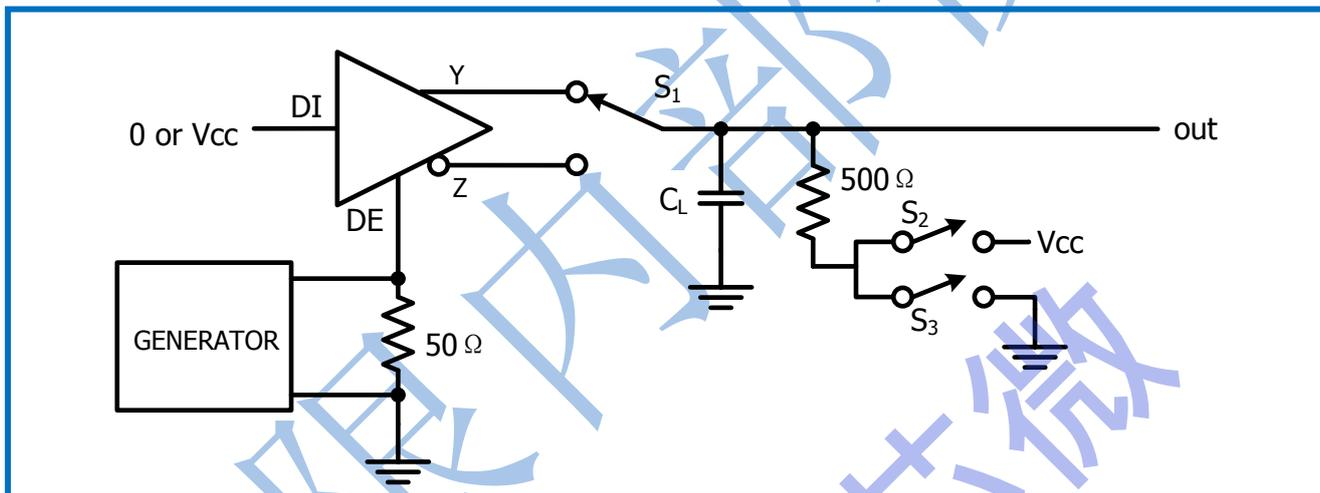 Y
S1
DI
0 or Vcc
out
Z
500 Ω
CL
S2
DE
Vcc
S3
GENERATOR
50 Ω